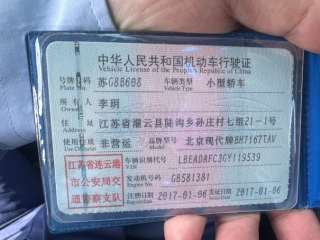 中华人民共和国机动车行驶证
Vehicle License of the People's Republic of China
号牌号码 苏GBB608 车辆类型 小型轿车
Plate No. Vehicle Type
所有人 李玥
住址 江苏省灌云县陡沟乡孙庄村七组21-1号
使用性质 非营运 品牌型号 北京现代牌BH7167TAV
Use Character Model
江苏省连云港 车辆识别代号 LBEADAFC3GY119539
VIN
市公安局交 发动机号码 GB581381
Engine No.
通警察支队 注册日期 2017-01-06 发证日期 2017-01-06
Register Date Issue Date